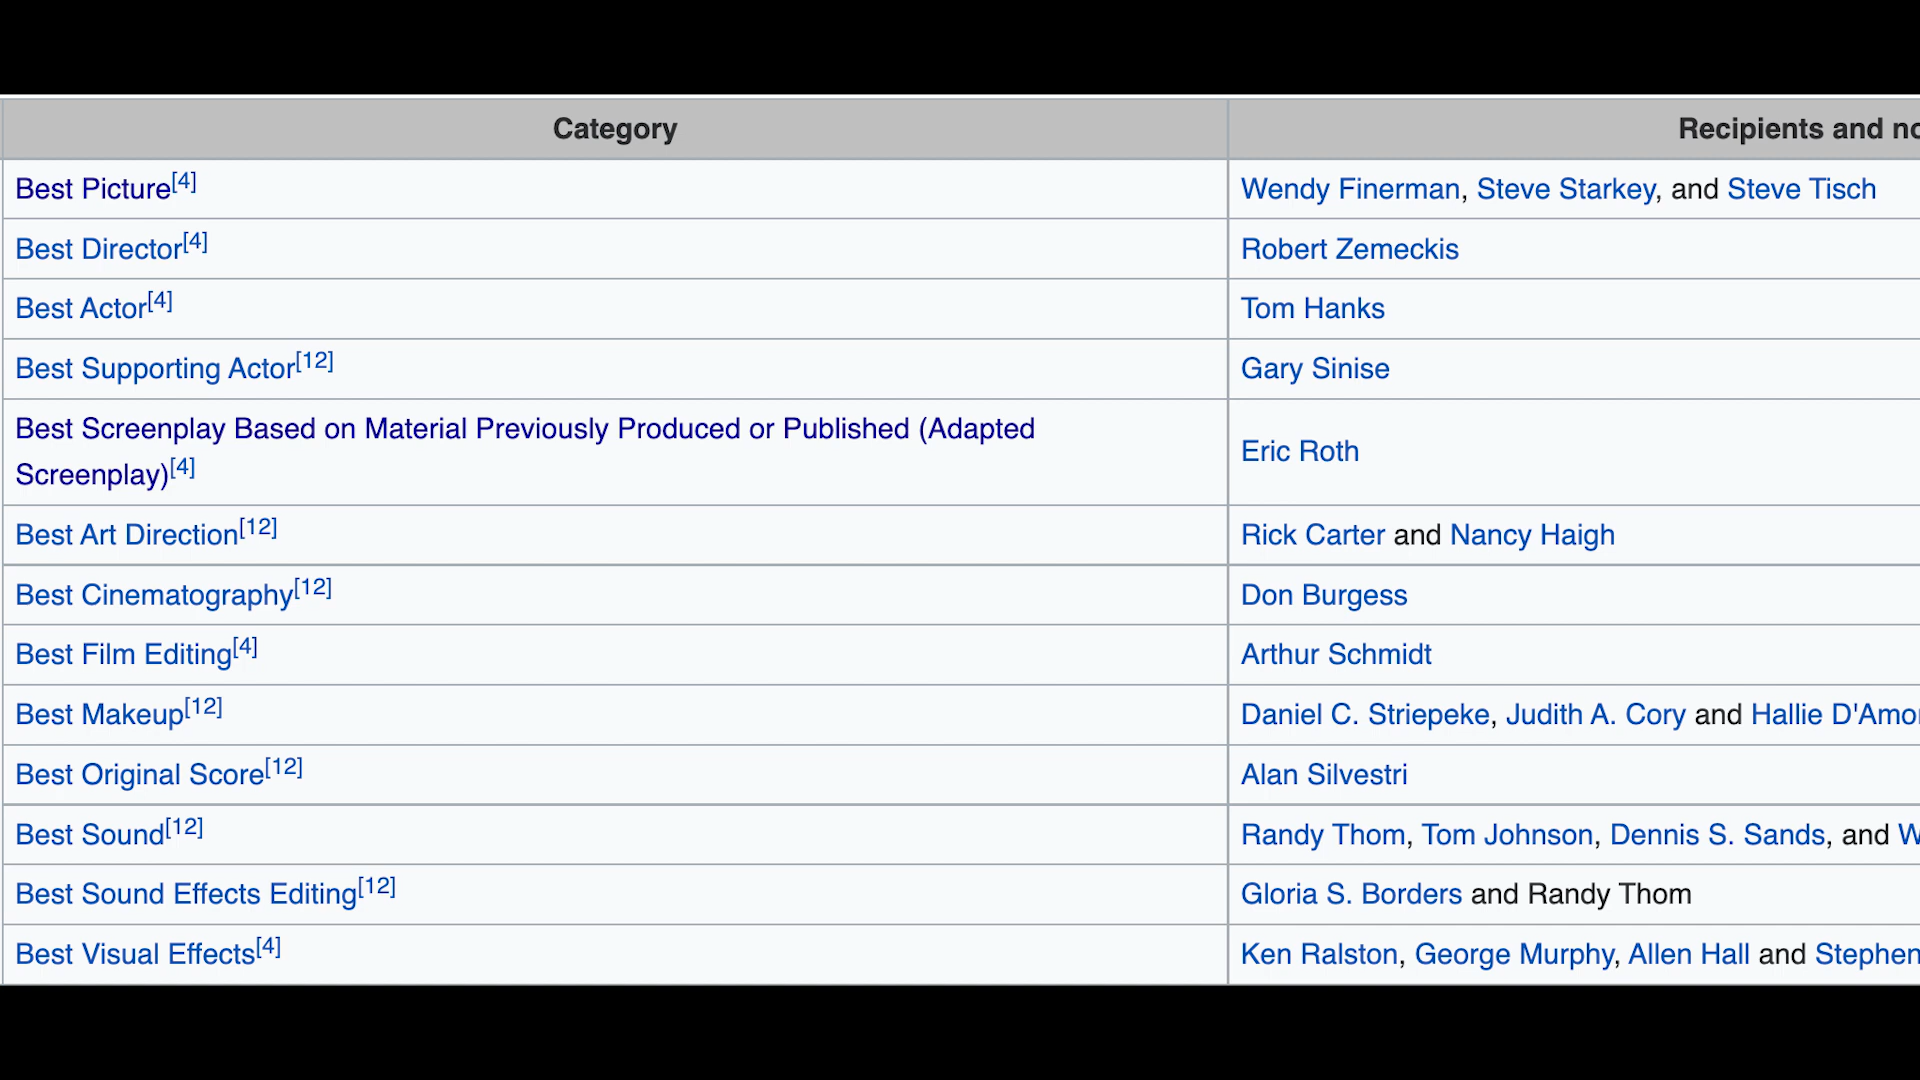 Category
Recipients and
Best Picture[4]
Wendy Finerman, Steve Starkey, and Steve Tisch
Best Director[4]
Robert Zemeckis
Best Actor[4]
Tom Hanks
Best Supporting Actor[12]
Gary Sinise
Best Screenplay Based on Material Previously Produced or Published (Adapted
Screenplay)[4]
Eric Roth
Best Art Direction[12]
Rick Carter and Nancy Haigh
Best Cinematography[12]
Don Burgess
Best Film Editing[4]
Arthur Schmidt
Best Makeup[12]
Daniel C. Striepeke, Judith A. Cory and Hallie
Best Original Score[12]
Alan Silvestri
Best Sound[12]
Randy Thom, Tom Johnson, Dennis S. Sands, and
Best Sound Effects Editing[12]
Gloria S. Borders and Randy Thom
Best Visual Effects[4]
Ken Ralston, George Murphy, Allen Hall and Stephen